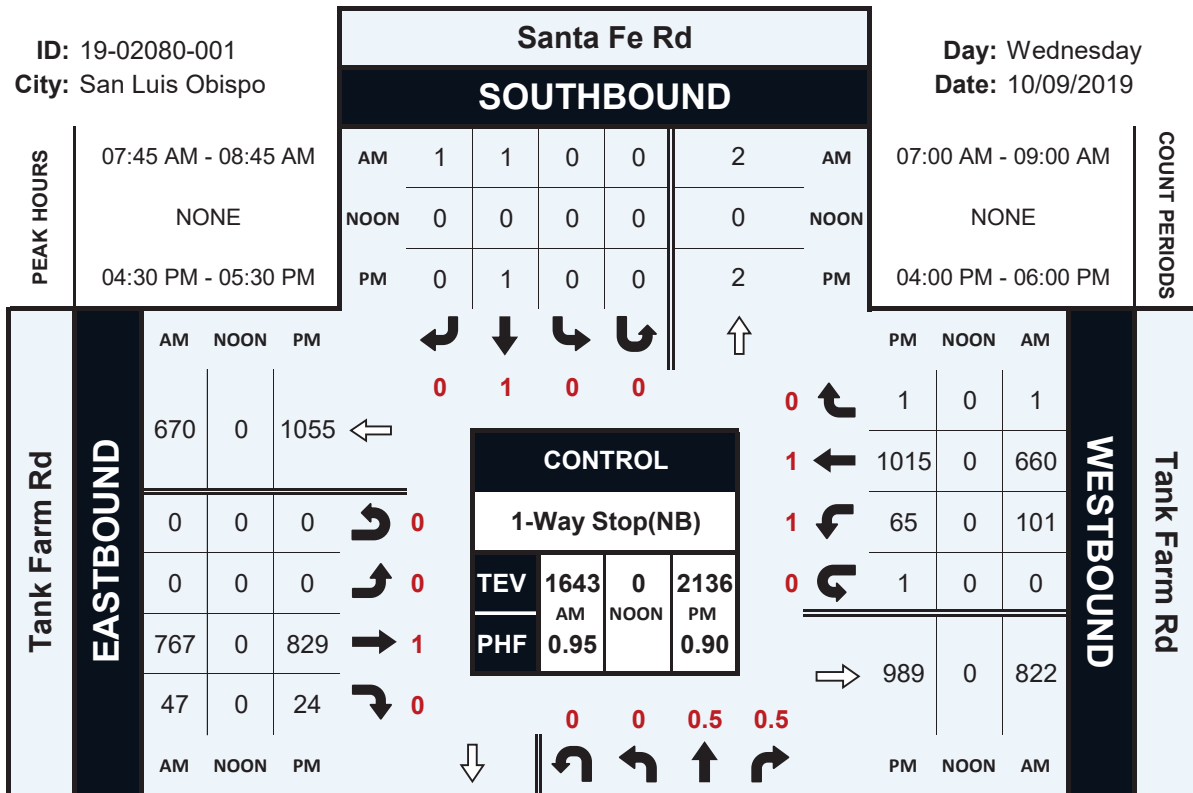 Santa Fe Rd
ID: 19-02080-001
City: San Luis Obispo
Day: Wednesday
Date: 10/09/2019
SOUTHBOUND
PEAK HOURS
07:45 AM - 08:45 AM
NONE
04:30 PM - 05:30 PM
AM 1 1 0 0 2 AM
NOON 0 0 0 0 0 NOON
PM 0 1 0 0 2 PM
07:00 AM - 09:00 AM
NONE
04:00 PM - 06:00 PM
COUNT PERIODS
0 1 0 0
Tank Farm Rd
EASTBOUND
AM NOON PM
670 0 1055
0 0 0 0
0 0 0 0
767 0 829 1
47 0 24 0
AM NOON PM
CONTROL
1-Way Stop(NB)
TEV 1643 0 2136
AM NOON PM
PHF 0.95 0.90
PM NOON AM
0 1 0 1
1 1015 0 660
1 65 0 101
0 1 0 0
989 0 822
PM NOON AM
WESTBOUND
Tank Farm Rd
0 0 0.5 0.5